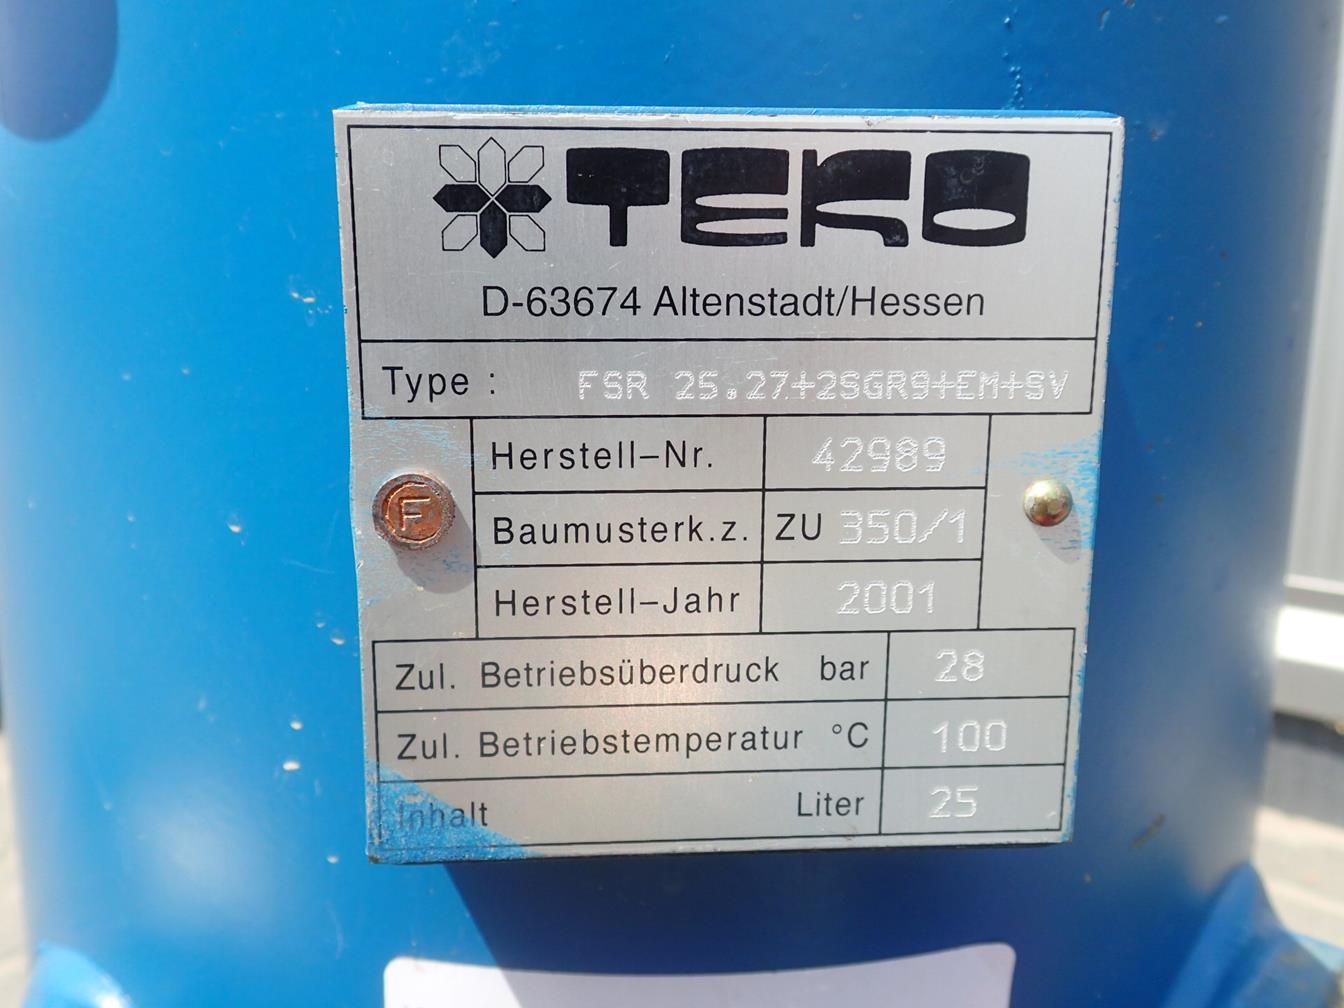 TEKO
D-63674 Altenstadt/Hessen
Type : FSR 25.27+2SGR9+EM+SV
Herstell-Nr. 42989
F
Baumusterk.z. ZU 350/1
Herstell-Jahr 2001
Zul. Betriebsüberdruck bar 28
Zul. Betriebstemperatur °C 100
Inhalt Liter 25